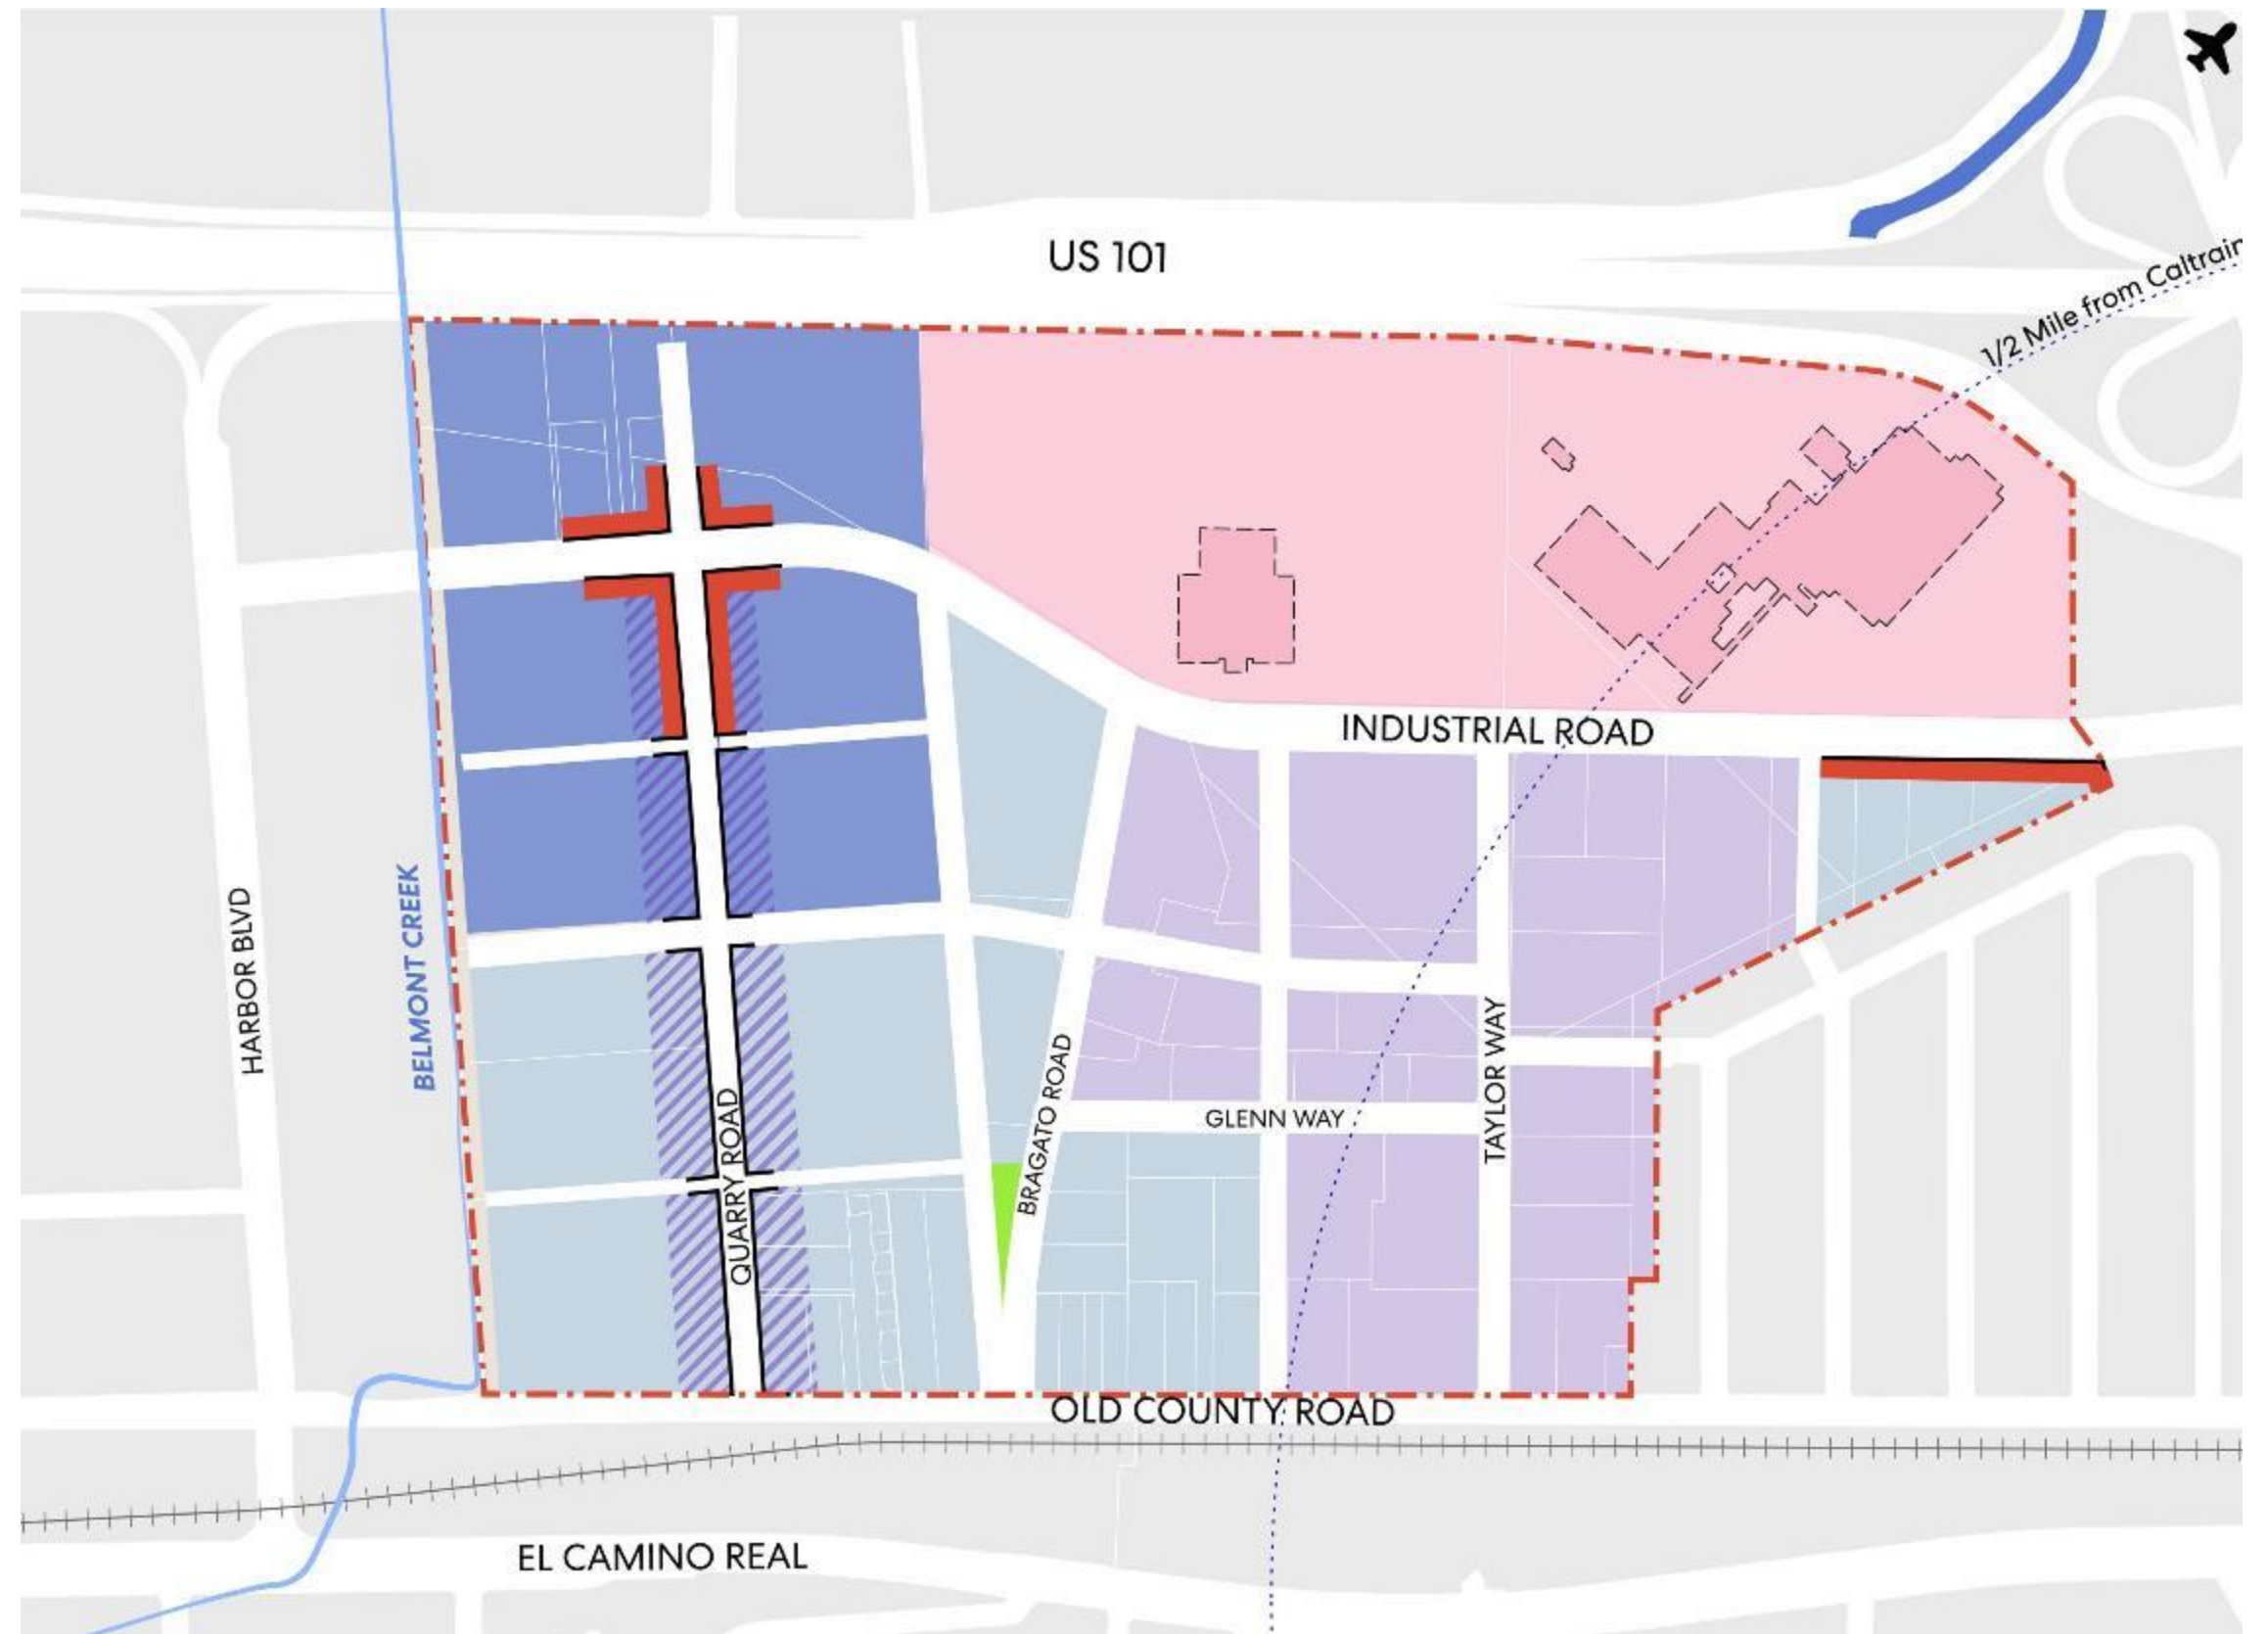 US 101
1/2 Mile from Caltrain
INDUSTRIAL ROAD
HARBOR BLVD
BELMONT CREEK
QUARRY ROAD
BRAGATO ROAD
GLENN WAY
TAYLOR WAY
OLD COUNTY ROAD
EL CAMINO REAL